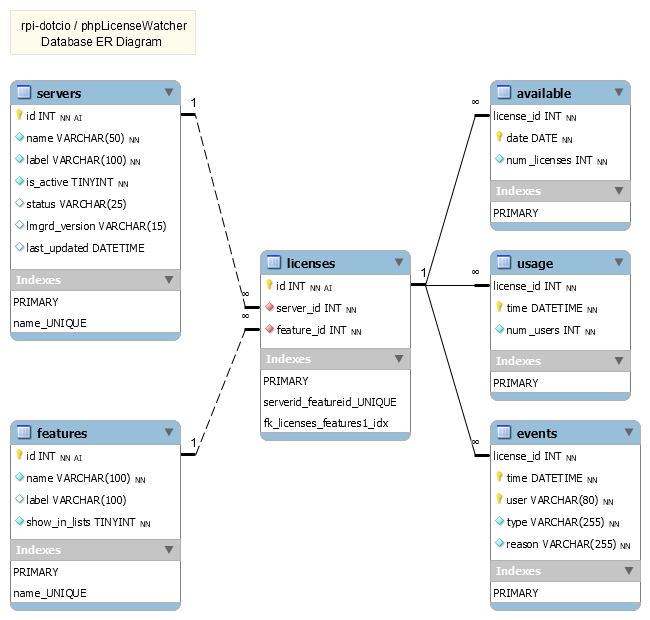 rpi-dotcio / phpLicenseWatcher
Database ER Diagram
servers
id INT NN AI
name VARCHAR(50) NN
label VARCHAR(100) NN
is_active TINYINT NN
status VARCHAR(25)
lmgrd_version VARCHAR(15)
last_updated DATETIME
Indexes
PRIMARY
name_UNIQUE
1
∞
features
id INT NN AI
name VARCHAR(100) NN
label VARCHAR(100)
show_in_lists TINYINT NN
Indexes
PRIMARY
name_UNIQUE
1
∞
licenses
id INT NN AI
server_id INT NN
feature_id INT NN
Indexes
PRIMARY
serverid_featureid_UNIQUE
fk_licenses_features1_idx
1
∞
available
license_id INT NN
date DATE NN
num_licenses INT NN
Indexes
PRIMARY
∞
usage
license_id INT NN
time DATETIME NN
num_users INT NN
Indexes
PRIMARY
∞
events
license_id INT NN
time DATETIME NN
user VARCHAR(80) NN
type VARCHAR(255) NN
reason VARCHAR(255) NN
Indexes
PRIMARY